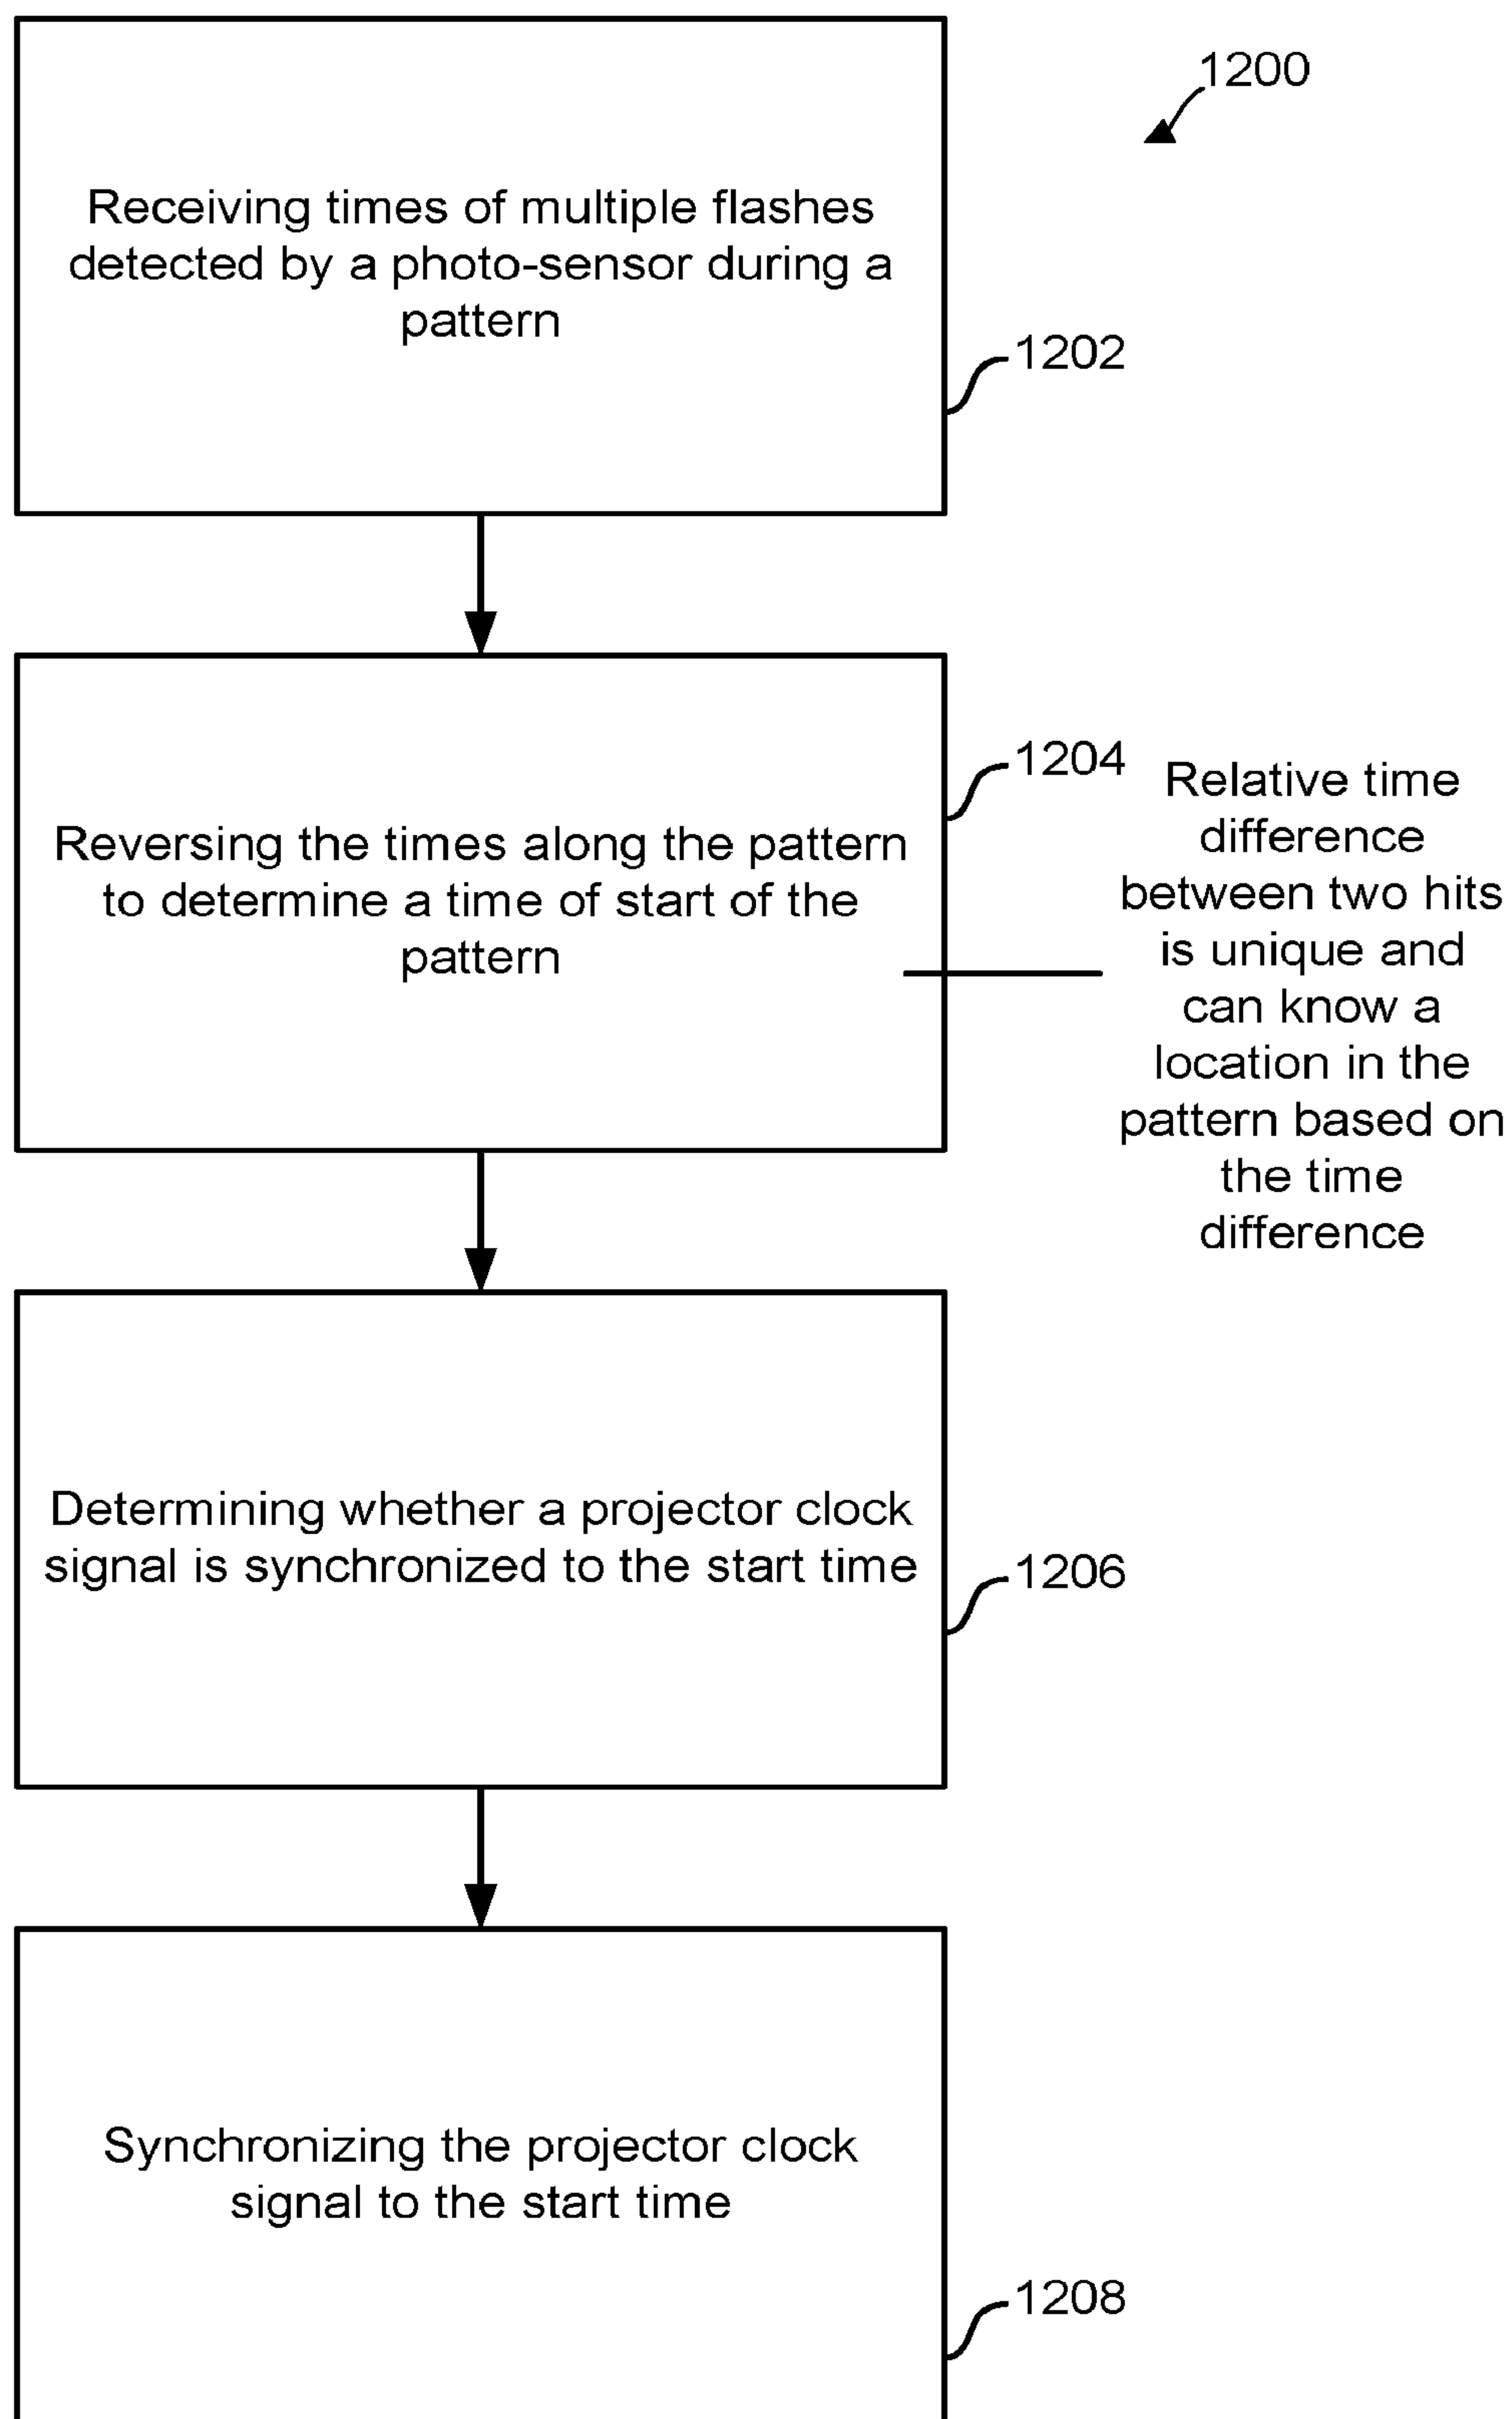 1200
Receiving times of multiple flashes
detected by a photo-sensor during a
pattern
1202
Reversing the times along the pattern
to determine a time of start of the
pattern
1204
Relative time
difference
between two hits
is unique and
can know a
location in the
pattern based on
the time
difference
Determining whether a projector clock
signal is synchronized to the start time
1206
Synchronizing the projector clock
signal to the start time
1208